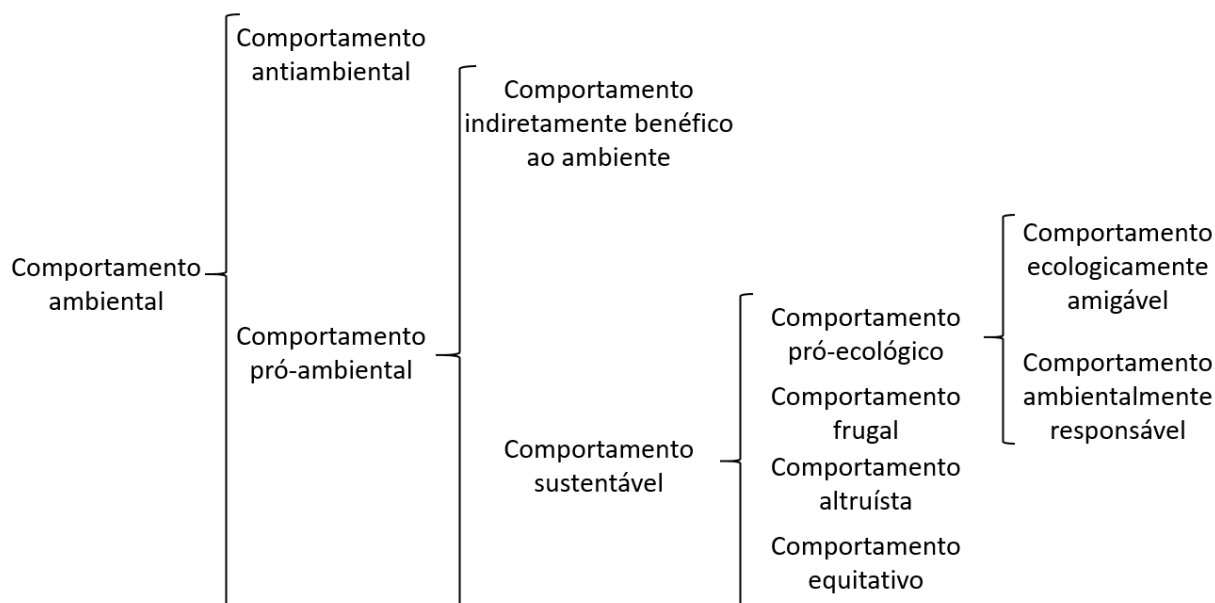 Comportamento
ambiental
Comportamento
antiambiental
Comportamento
pró-ambiental
Comportamento
indiretamente benéfico
ao ambiente
Comportamento
sustentável
Comportamento
pró-ecológico
Comportamento
frugal
Comportamento
altruísta
Comportamento
equitativo
Comportamento
ecologicamente
amigável
Comportamento
ambientalmente
responsável